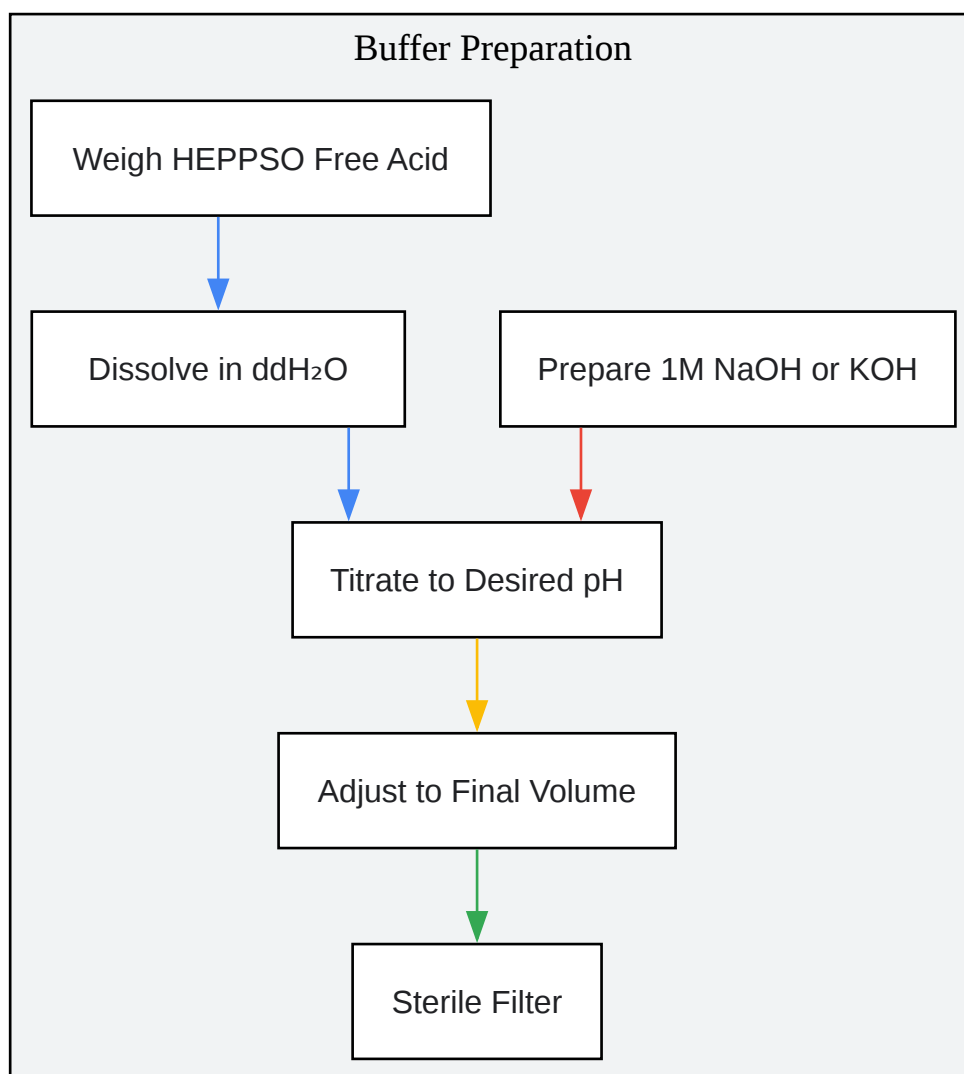 Buffer Preparation
Weigh HEPPSO Free Acid
Dissolve in ddH₂O
Prepare 1M NaOH or KOH
Titrate to Desired pH
Adjust to Final Volume
Sterile Filter